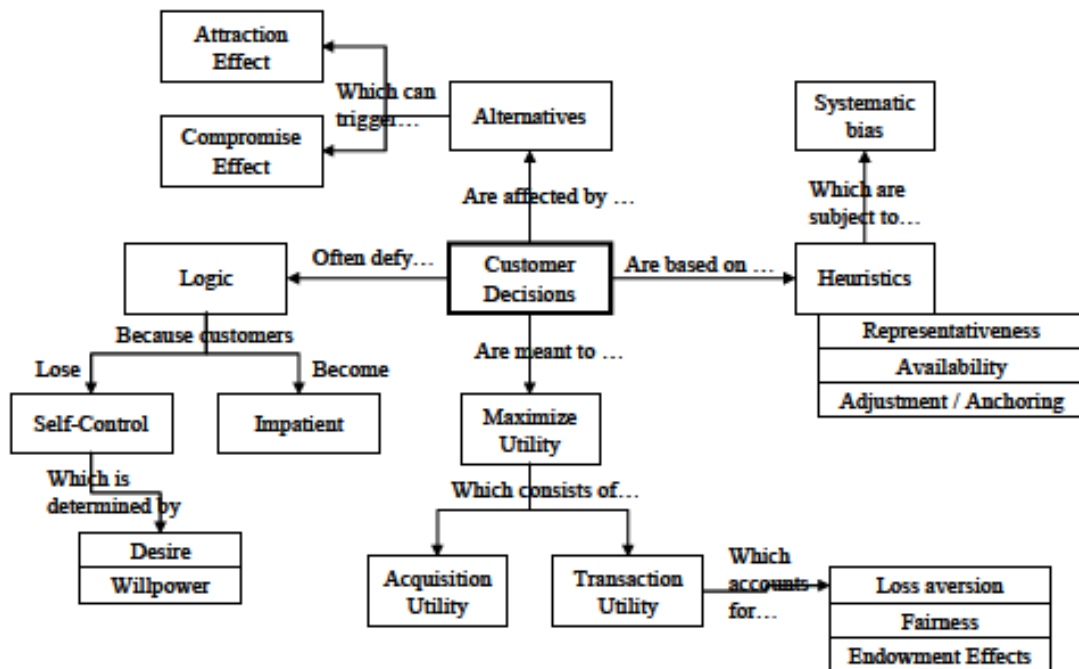 Attraction
Effect
Which can
trigger…
Compromise
Effect
Alternatives
Systematic
bias
Are affected by …
Which are
subject to…
Logic
Often defy…
Customer
Decisions
Are based on …
Heuristics
Representativeness
Availability
Adjustment / Anchoring
Because customers
Lose
Become
Self-Control
Impatient
Are meant to …
Maximize
Utility
Which is
determined by
Desire
Willpower
Which consists of…
Acquisition
Utility
Transaction
Utility
Which
accounts
for…
Loss aversion
Fairness
Endowment Effects